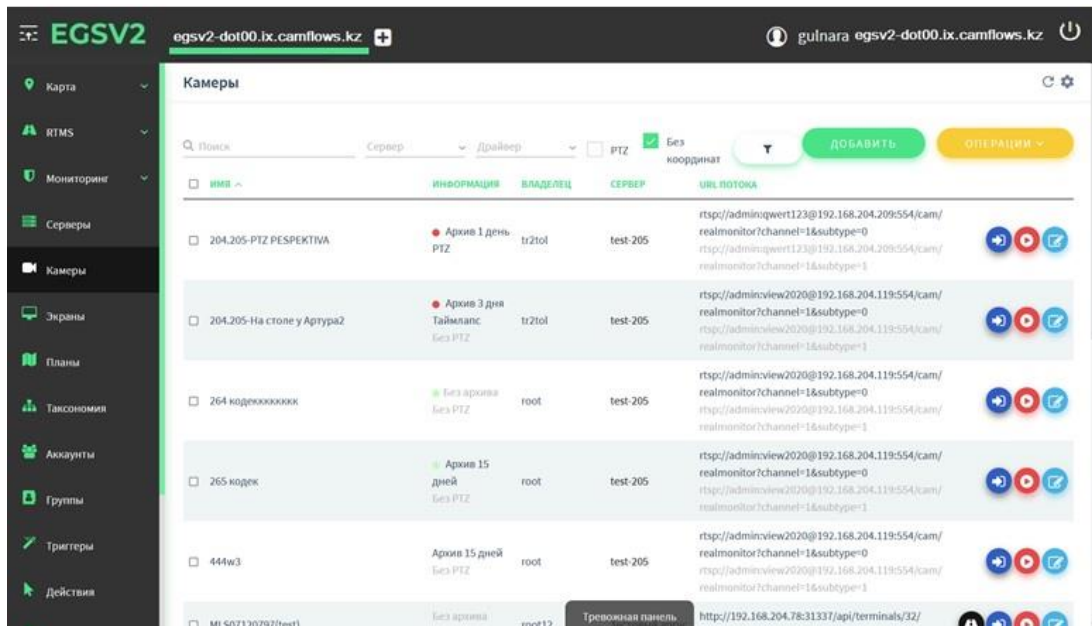 EGSV2
egsv2-dot00.ix.camflows.kz
gulnara egsv2-dot00.ix.camflows.kz
Карта
RTMS
Мониторинг
Серверы
Камеры
Экраны
Планы
Таксономия
Аккаунты
Группы
Триггеры
Действия
Камеры
Поиск
Сервер
Драйвер
PTZ
Без
координат
ДОБАВИТЬ
ОПЕРАЦИИ
ИМЯ ИНФОРМАЦИЯ ВЛАДЕЛЕЦ СЕРВЕР URL ПОТОКА
204.205-PTZ PESPEKTIVA
Архив 1 день
PTZ
tr2tol
test-205
rtsp://admin:qwert123@192.168.204.209:554/cam/
realmonitor?channel=1&subtype=0
rtsp://admin:qwert123@192.168.204.209:554/cam/
realmonitor?channel=1&subtype=1
204.205-На столе у Артура2
Архив 3 дня
Таймлапс
Без PTZ
tr2tol
test-205
rtsp://admin:view2020@192.168.204.119:554/cam/
realmonitor?channel=1&subtype=0
rtsp://admin:view2020@192.168.204.119:554/cam/
realmonitor?channel=1&subtype=1
264 кодекккккккк
Без архива
Без PTZ
root
test-205
rtsp://admin:view2020@192.168.204.119:554/cam/
realmonitor?channel=1&subtype=0
rtsp://admin:view2020@192.168.204.119:554/cam/
realmonitor?channel=1&subtype=1
265 кодек
Архив 15
дней
Без PTZ
root
test-205
rtsp://admin:view2020@192.168.204.119:554/cam/
realmonitor?channel=1&subtype=0
rtsp://admin:view2020@192.168.204.119:554/cam/
realmonitor?channel=1&subtype=1
444w3
Архив 15 дней
Без PTZ
root
test-205
rtsp://admin:view2020@192.168.204.119:554/cam/
realmonitor?channel=1&subtype=0
rtsp://admin:view2020@192.168.204.119:554/cam/
realmonitor?channel=1&subtype=1
MLS07120797(test)
Без архива
root12
Тревожная панель
http://192.168.204.78:31337/api/terminals/32/